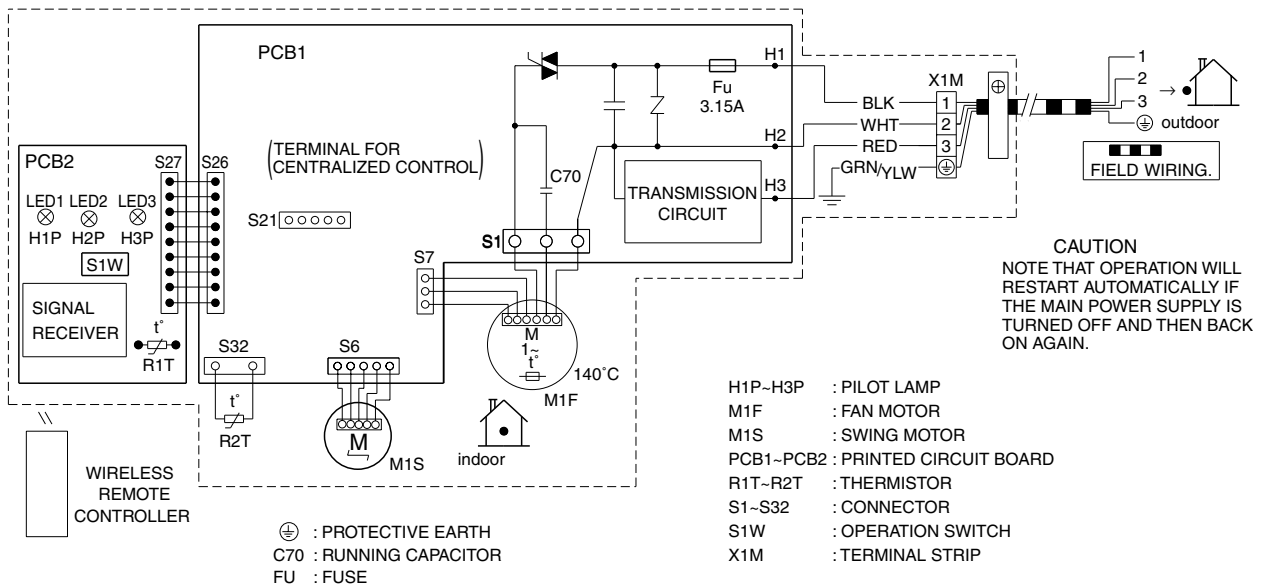 PCB1
H1
Fu
3.15A
X1M
BLK
1
WHT
2
RED
3
GRN/YLW
H2
H3
1
2
3
outdoor
FIELD WIRING.
PCB2
S27
S26
LED1
LED2
LED3
H1P
H2P
H3P
S1W
SIGNAL
RECEIVER
t°
R1T
(TERMINAL FOR
CENTRALIZED CONTROL)
S21
C70
TRANSMISSION
CIRCUIT
S1
S7
M
1~
t°
140°C
M1F
S32
t°
R2T
S6
M
M1S
indoor
WIRELESS
REMOTE
CONTROLLER
CAUTION
NOTE THAT OPERATION WILL
RESTART AUTOMATICALLY IF
THE MAIN POWER SUPPLY IS
TURNED OFF AND THEN BACK
ON AGAIN.
: PROTECTIVE EARTH
C70 : RUNNING CAPACITOR
FU : FUSE
H1P~H3P : PILOT LAMP
M1F : FAN MOTOR
M1S : SWING MOTOR
PCB1~PCB2 : PRINTED CIRCUIT BOARD
R1T~R2T : THERMISTOR
S1~S32 : CONNECTOR
S1W : OPERATION SWITCH
X1M : TERMINAL STRIP